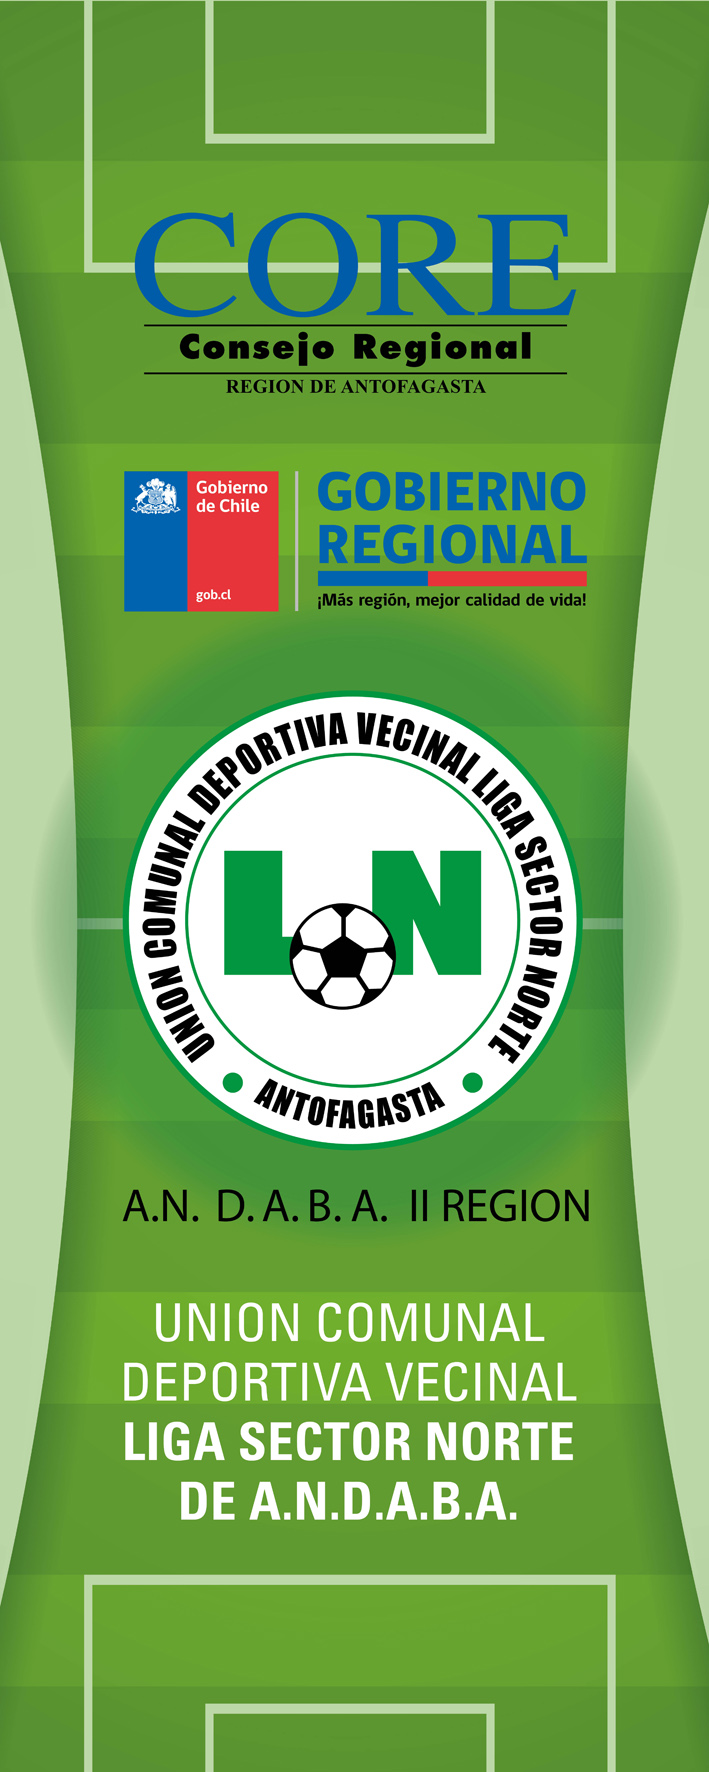 CORE
Consejo Regional
REGION DE ANTOFAGASTA
Gobierno
de Chile
gob.cl
GOBIERNO
REGIONAL
¡Más región, mejor calidad de vida!
UNION COMUNAL DEPORTIVA VECINAL LIGA SECTOR NORTE
LN
ANTOFAGASTA
A.N. D. A. B. A. II REGION
UNION COMUNAL
DEPORTIVA VECINAL
LIGA SECTOR NORTE
DE A.N.D.A.B.A.